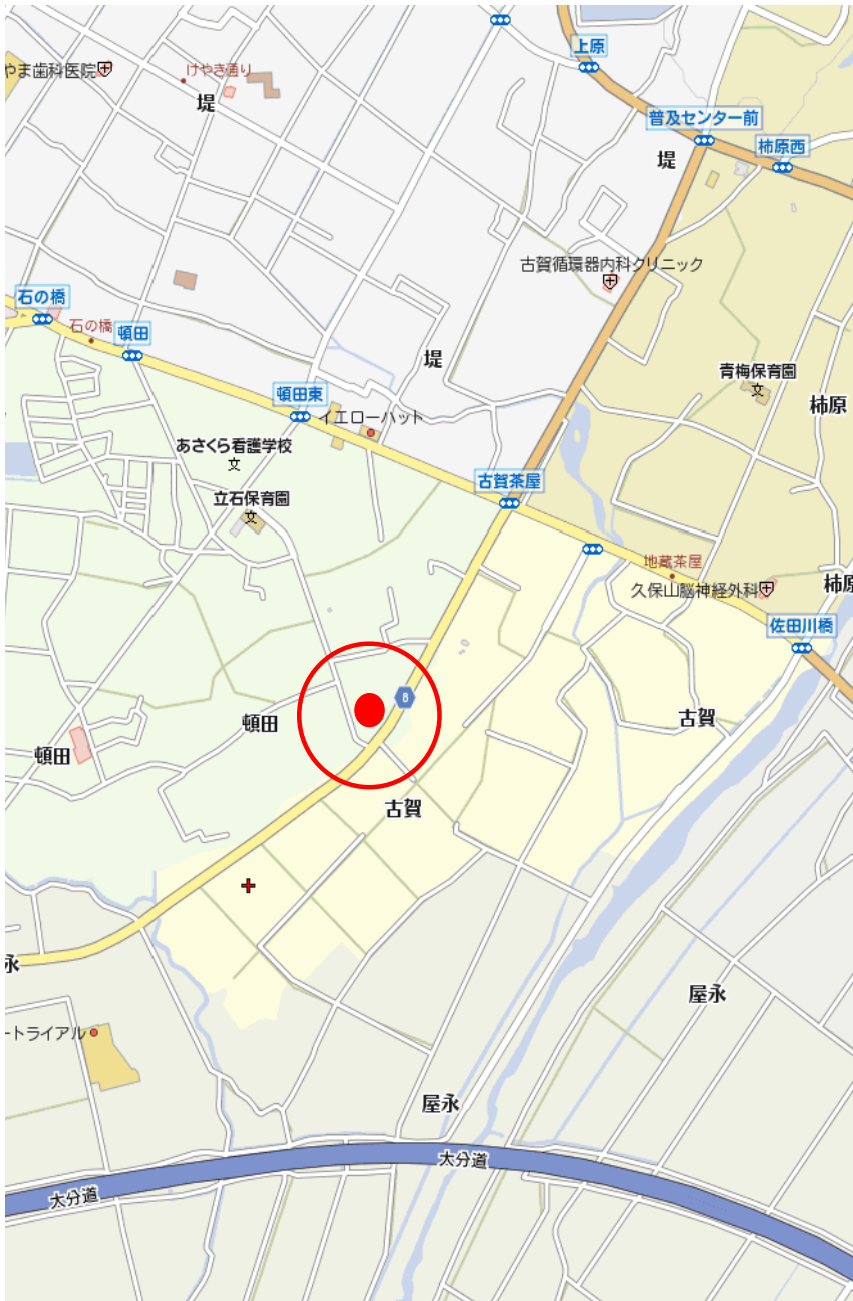 上原
やま歯科医院
けやき通り
堤
普及センター前
柿原西
堤
古賀循環器内科クリニック
石の橋
石の橋
頓田
堤
青梅保育園
頓田東
柿原
イエローハット
あさくら看護学校
古賀茶屋
立石保育園
地蔵茶屋
久保山脳神経外科
柿原
佐田川橋
8
頓田
古賀
頓田
古賀
永
屋永
ートライアル
屋永
大分道
大分道